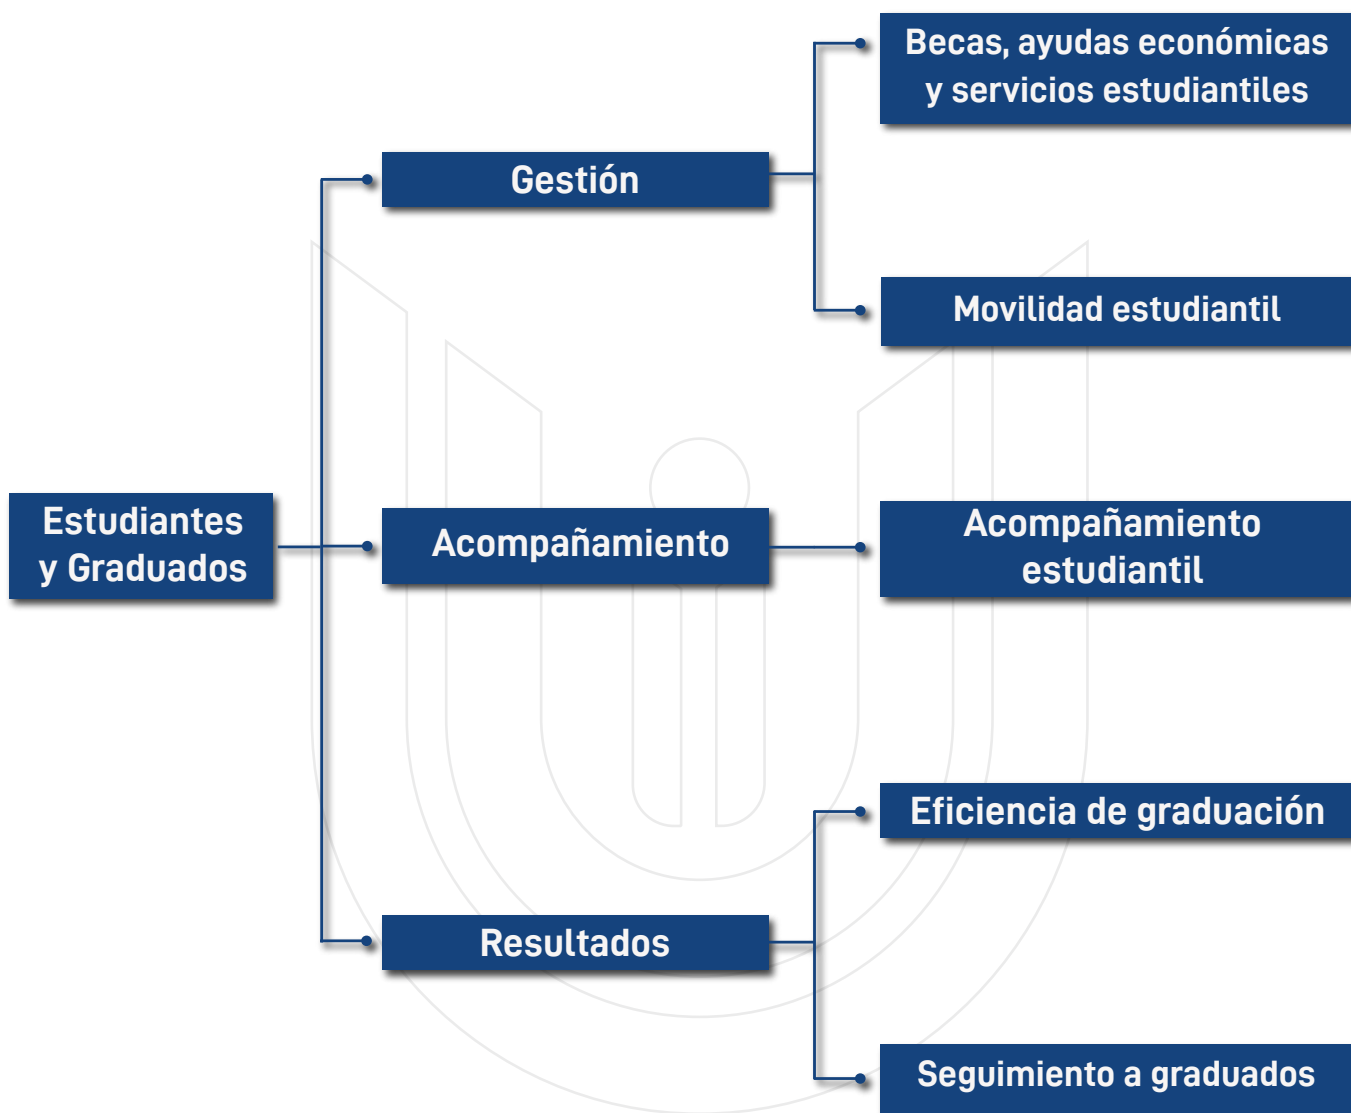 Becas, ayudas económicas
y servicios estudiantiles
Gestión
Movilidad estudiantil
Estudiantes
y Graduados
Acompañamiento
Acompañamiento
estudiantil
Eficiencia de graduación
Resultados
Seguimiento a graduados